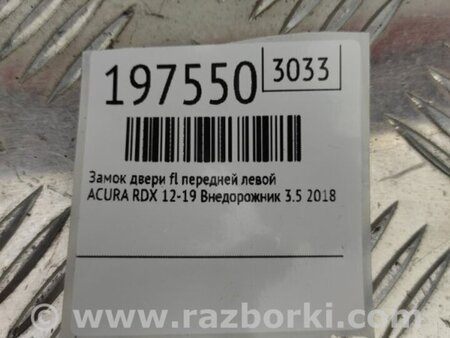 197550 3033
Замок двери fl передней левой
ACURA RDX 12-19 Внедорожник 3.5 2018
www.razborki.com